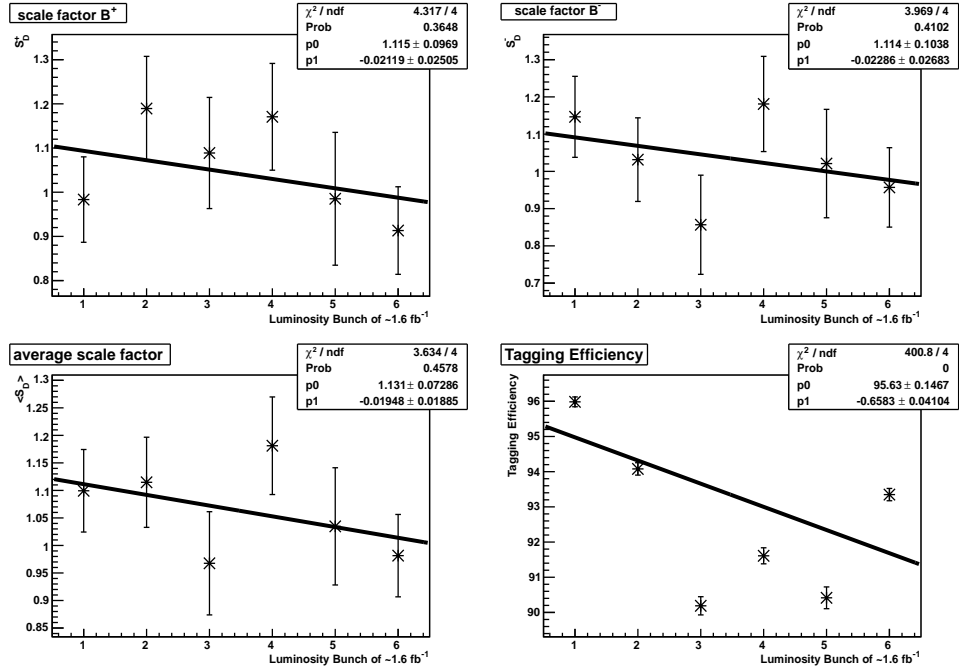 scale factor B+
χ² / ndf 4.317 / 4
Prob 0.3648
p0 1.115 ± 0.0969
p1 -0.02119 ± 0.02505
S_D^+
1.3
1.2
1.1
1
0.9
0.8
1 2 3 4 5 6
Luminosity Bunch of ~1.6 fb⁻¹
scale factor B⁻
χ² / ndf 3.969 / 4
Prob 0.4102
p0 1.114 ± 0.1038
p1 -0.02286 ± 0.02683
S_D^-
1.3
1.2
1.1
1
0.9
0.8
0.7
1 2 3 4 5 6
Luminosity Bunch of ~1.6 fb⁻¹
average scale factor
χ² / ndf 3.634 / 4
Prob 0.4578
p0 1.131 ± 0.07286
p1 -0.01948 ± 0.01885
<S_D>
1.3
1.25
1.2
1.15
1.1
1.05
1
0.95
0.9
0.85
1 2 3 4 5 6
Luminosity Bunch of ~1.6 fb⁻¹
Tagging Efficiency
χ² / ndf 400.8 / 4
Prob 0
p0 95.63 ± 0.1467
p1 -0.6583 ± 0.04104
Tagging Efficiency
96
95
94
93
92
91
90
1 2 3 4 5 6
Luminosity Bunch of ~1.6 fb⁻¹